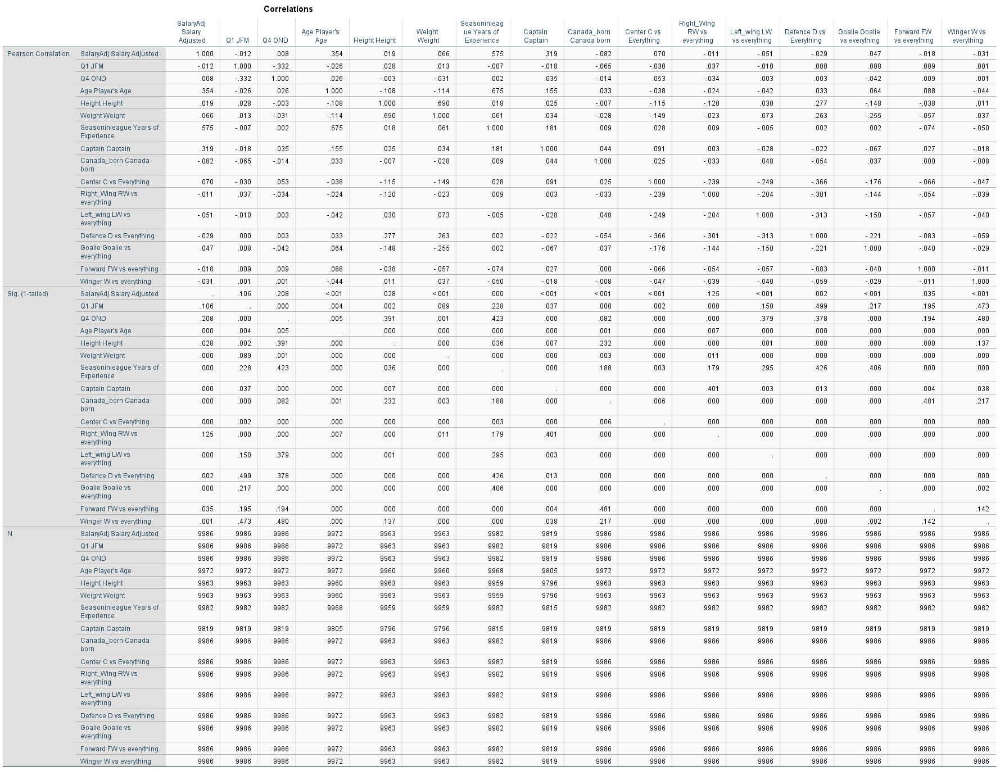 Correlations
SalaryAdj Salary Adjusted Q1 JFM Q4 OND Age Player's Age Height Height Weight Weight Seasoninleag ue Years of Experience Captain Captain Canada_born Canada born Center C vs Everything Right_Wing RW vs everything Left_wing LW vs everything Defence D vs Everything Goalie Goalie vs everything Forward FW vs everything Winger W vs everything
Pearson Correlation SalaryAdj Salary Adjusted 1.000 -.012 .008 .354 .019 .066 .575 .319 -.082 .070 -.011 -.051 -.029 .047 -.018 -.031
Q1 JFM -.012 1.000 -.332 -.026 .028 .013 -.007 -.018 -.065 -.030 .037 -.010 .000 .008 .009 .001
Q4 OND .008 -.332 1.000 .026 -.003 -.031 .002 .035 -.014 .053 -.034 .003 .003 -.042 .009 .001
Age Player's Age .354 -.026 .026 1.000 -.108 -.114 .675 .155 .033 -.038 -.024 -.042 .033 .064 .088 -.044
Height Height .019 .028 -.003 -.108 1.000 .690 .018 .025 -.007 -.115 -.120 .030 .277 -.148 -.038 .011
Weight Weight .066 .013 -.031 -.114 .690 1.000 .061 .034 -.028 -.149 -.023 .073 .263 -.255 -.057 .037
Seasoninleague Years of Experience .575 -.007 .002 .675 .018 .061 1.000 .181 .009 .028 .009 -.005 .002 .002 -.074 -.050
Captain Captain .319 -.018 .035 .155 .025 .034 .181 1.000 .044 .091 .003 -.028 -.022 -.067 .027 -.018
Canada_born Canada born -.082 -.065 -.014 .033 -.007 -.028 .009 .044 1.000 .025 -.033 .048 -.054 .037 .000 -.008
Center C vs Everything .070 -.030 .053 -.038 -.115 -.149 .028 .091 .025 1.000 -.239 -.249 -.366 -.176 -.066 -.047
Right_Wing RW vs everything -.011 .037 -.034 -.024 -.120 -.023 .009 .003 -.033 -.239 1.000 -.204 -.301 -.144 -.054 -.039
Left_wing LW vs everything -.051 -.010 .003 -.042 .030 .073 -.005 -.028 .048 -.249 -.204 1.000 -.313 -.150 -.057 -.040
Defence D vs Everything -.029 .000 .003 .033 .277 .263 .002 -.022 -.054 -.366 -.301 -.313 1.000 -.221 -.083 -.059
Goalie Goalie vs everything .047 .008 -.042 .064 -.148 -.255 .002 -.067 .037 -.176 -.144 -.150 -.221 1.000 -.040 -.029
Forward FW vs everything -.018 .009 .009 .088 -.038 -.057 -.074 .027 .000 -.066 -.054 -.057 -.083 -.040 1.000 -.011
Winger W vs everything -.031 .001 .001 -.044 .011 .037 -.050 -.018 -.008 -.047 -.039 -.040 -.059 -.029 -.011 1.000
Sig. (1-tailed) SalaryAdj Salary Adjusted . .106 .208 <.001 .028 <.001 .000 <.001 <.001 <.001 .125 <.001 .002 <.001 .035 <.001
Q1 JFM .106 . .000 .004 .002 .089 .228 .037 .000 .002 .000 .150 .499 .217 .195 .473
Q4 OND .208 .000 . .005 .391 .001 .423 .000 .082 .000 .000 .379 .378 .000 .194 .480
Age Player's Age .000 .004 .005 . .000 .000 .000 .000 .001 .000 .007 .000 .000 .000 .000 .000
Height Height .028 .002 .391 .000 . .000 .036 .007 .232 .000 .000 .001 .000 .000 .000 .137
Weight Weight .000 .089 .001 .000 .000 . .000 .000 .003 .000 .011 .000 .000 .000 .000 .000
Seasoninleague Years of Experience .000 .228 .423 .000 .036 .000 . .000 .188 .003 .179 .295 .426 .406 .000 .000
Captain Captain .000 .037 .000 .000 .007 .000 .000 . .000 .000 .401 .003 .013 .000 .004 .038
Canada_born Canada born .000 .000 .082 .001 .232 .003 .188 .000 . .006 .000 .000 .000 .000 .481 .217
Center C vs Everything .000 .002 .000 .000 .000 .000 .003 .000 .006 . .000 .000 .000 .000 .000 .000
Right_Wing RW vs everything .125 .000 .000 .007 .000 .011 .179 .401 .000 .000 . .000 .000 .000 .000 .000
Left_wing LW vs everything .000 .150 .379 .000 .001 .000 .295 .003 .000 .000 .000 . .000 .000 .000 .000
Defence D vs Everything .002 .499 .378 .000 .000 .000 .426 .013 .000 .000 .000 .000 . .000 .000 .000
Goalie Goalie vs everything .000 .217 .000 .000 .000 .000 .406 .000 .000 .000 .000 .000 .000 . .000 .002
Forward FW vs everything .035 .195 .194 .000 .000 .000 .000 .004 .481 .000 .000 .000 .000 .000 . .142
Winger W vs everything .001 .473 .480 .000 .137 .000 .000 .038 .217 .000 .000 .000 .000 .002 .142 .
N SalaryAdj Salary Adjusted 9986 9986 9986 9972 9963 9963 9982 9819 9986 9986 9986 9986 9986 9986 9986 9986
Q1 JFM 9986 9986 9986 9972 9963 9963 9982 9819 9986 9986 9986 9986 9986 9986 9986 9986
Q4 OND 9986 9986 9986 9972 9963 9963 9982 9819 9986 9986 9986 9986 9986 9986 9986 9986
Age Player's Age 9972 9972 9972 9972 9960 9960 9968 9805 9972 9972 9972 9972 9972 9972 9972 9972
Height Height 9963 9963 9963 9960 9963 9963 9959 9796 9963 9963 9963 9963 9963 9963 9963 9963
Weight Weight 9963 9963 9963 9960 9963 9963 9959 9796 9963 9963 9963 9963 9963 9963 9963 9963
Seasoninleague Years of Experience 9982 9982 9982 9968 9959 9959 9982 9815 9982 9982 9982 9982 9982 9982 9982 9982
Captain Captain 9819 9819 9819 9805 9796 9796 9815 9819 9819 9819 9819 9819 9819 9819 9819 9819
Canada_born Canada born 9986 9986 9986 9972 9963 9963 9982 9819 9986 9986 9986 9986 9986 9986 9986 9986
Center C vs Everything 9986 9986 9986 9972 9963 9963 9982 9819 9986 9986 9986 9986 9986 9986 9986 9986
Right_Wing RW vs everything 9986 9986 9986 9972 9963 9963 9982 9819 9986 9986 9986 9986 9986 9986 9986 9986
Left_wing LW vs everything 9986 9986 9986 9972 9963 9963 9982 9819 9986 9986 9986 9986 9986 9986 9986 9986
Defence D vs Everything 9986 9986 9986 9972 9963 9963 9982 9819 9986 9986 9986 9986 9986 9986 9986 9986
Goalie Goalie vs everything 9986 9986 9986 9972 9963 9963 9982 9819 9986 9986 9986 9986 9986 9986 9986 9986
Forward FW vs everything 9986 9986 9986 9972 9963 9963 9982 9819 9986 9986 9986 9986 9986 9986 9986 9986
Winger W vs everything 9986 9986 9986 9972 9963 9963 9982 9819 9986 9986 9986 9986 9986 9986 9986 9986